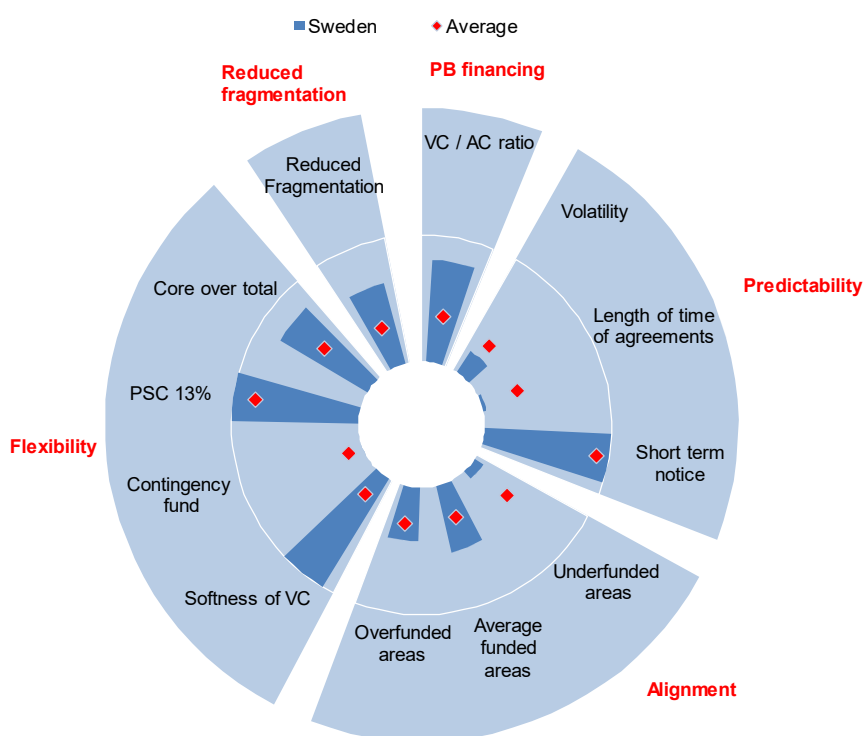 Sweden
Average
Reduced
fragmentation
PB financing
VC / AC ratio
Reduced
Fragmentation
Volatility
Predictability
Core over total
Length of time
of agreements
PSC 13%
Flexibility
Short term
notice
Contingency
fund
Softness of VC
Underfunded
areas
Overfunded
areas
Average
funded
areas
Alignment